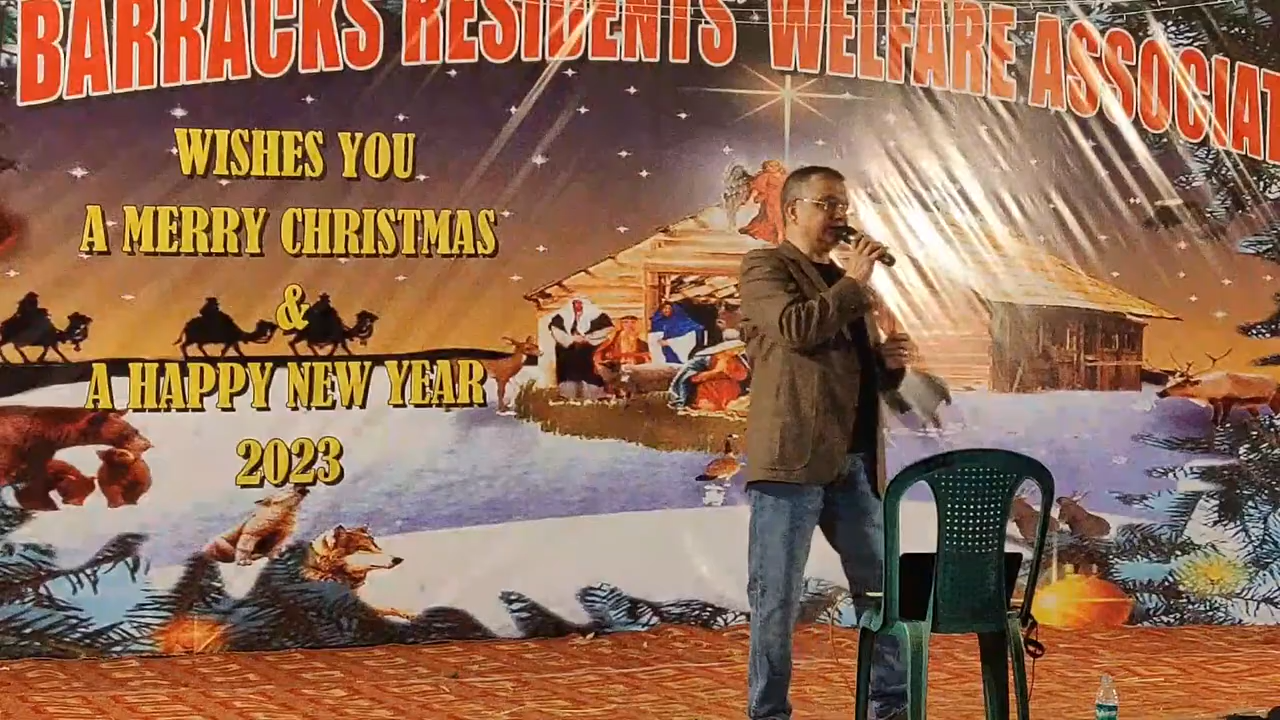 BARRACKS RESIDENTS WELFARE ASSOCIAT
WISHES YOU
A MERRY CHRISTMAS
&
A HAPPY NEW YEAR
2023